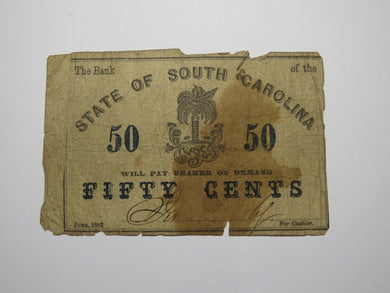 The Bank of the
STATE OF SOUTH CAROLINA
50 50
WILL PAY BEARER ON DEMAND
FIFTY CENTS
For Cashier.